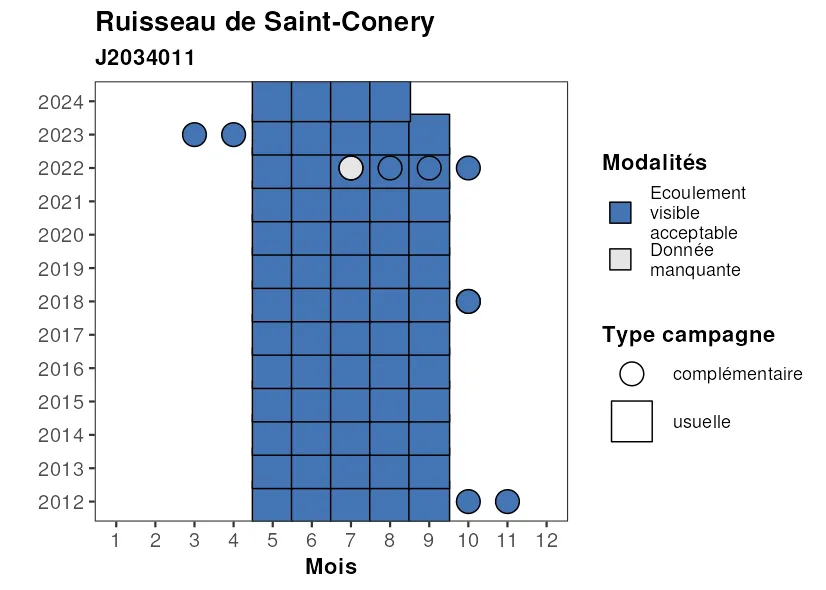 Ruisseau de Saint-Conery
J2034011
2024
2023
2022
2021
2020
2019
2018
2017
2016
2015
2014
2013
2012
1 2 3 4 5 6 7 8 9 10 11 12
Mois
Modalités
Ecoulement
visible
acceptable
Donnée
manquante
Type campagne
complémentaire
usuelle